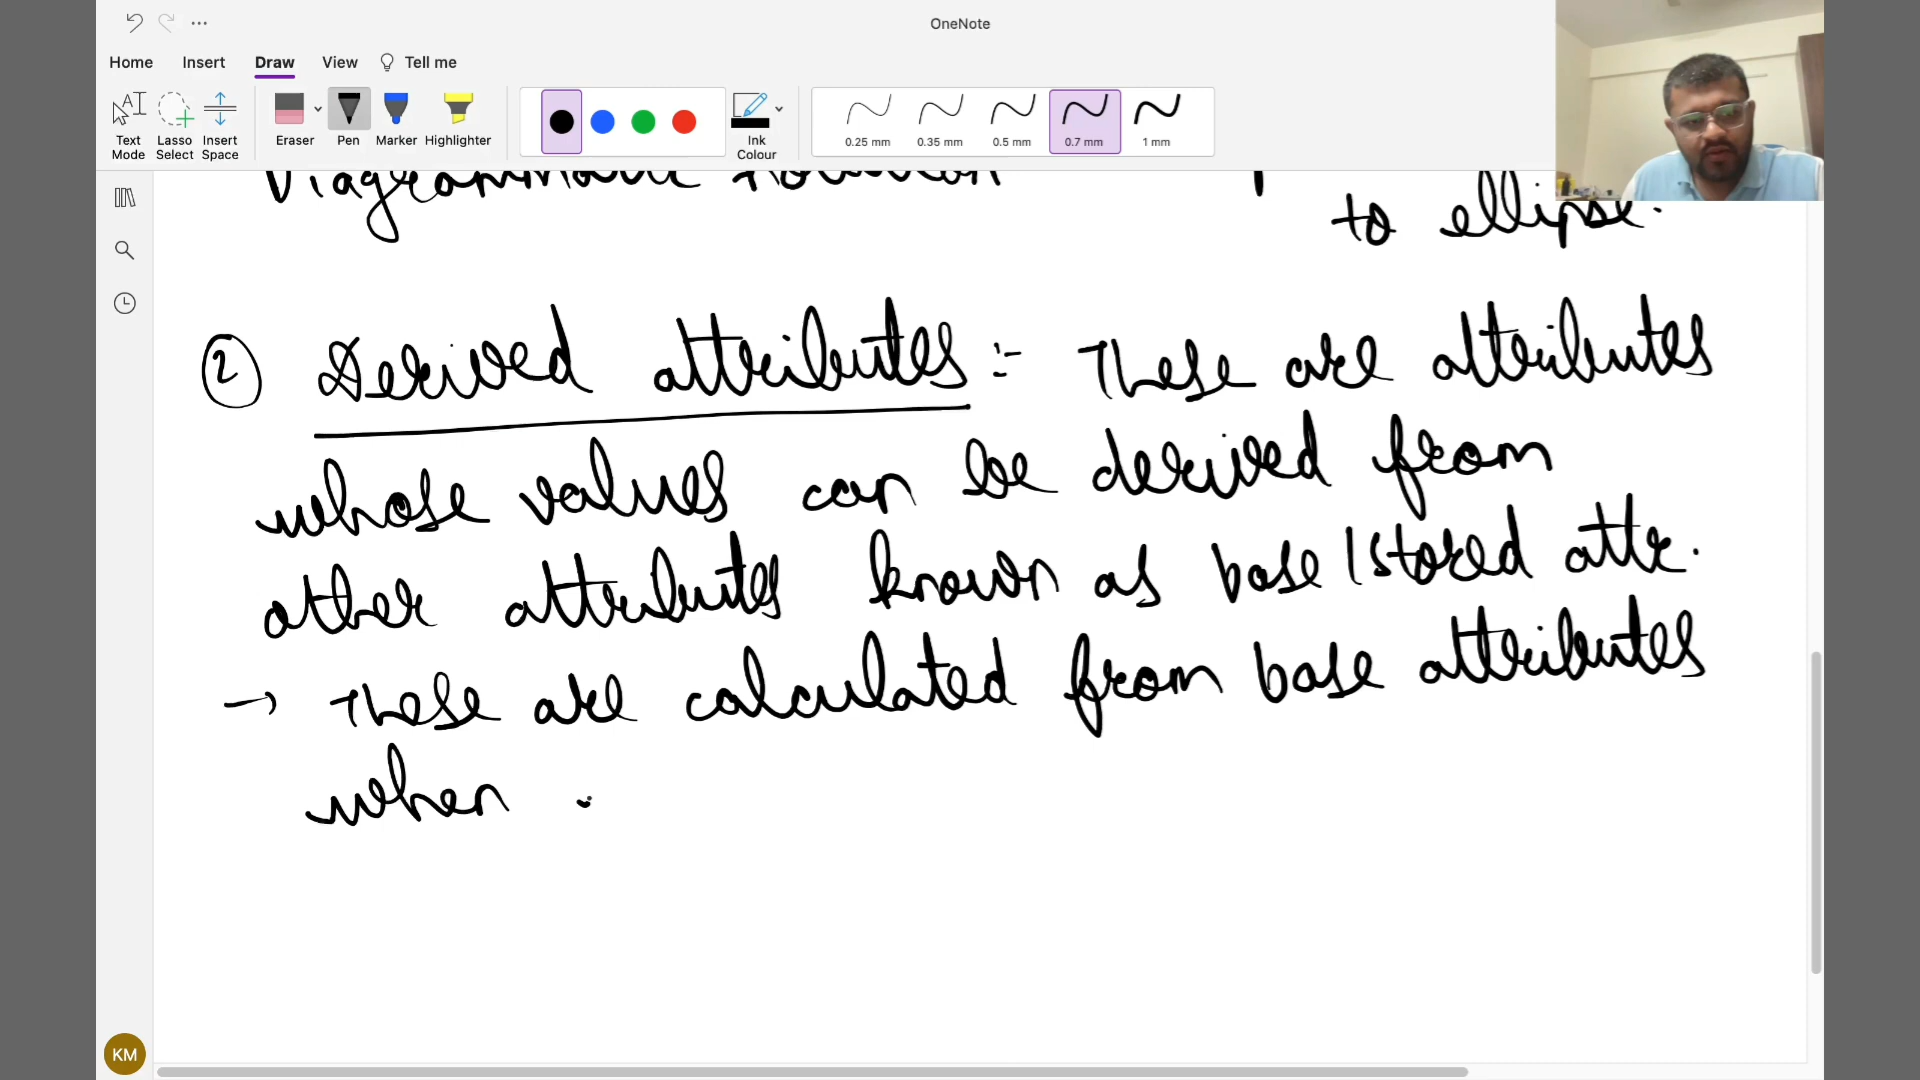 OneNote
Home Insert Draw View Tell me
Text Mode
Lasso Select
Insert Space
Eraser
Pen
Marker
Highlighter
Ink Colour
0.25 mm
0.35 mm
0.5 mm
0.7 mm
1 mm
Diagrammatic notation
to ellipse.
② Derived attributes :- These are attributes
whose values can be derived from
other attributes known as base / stored attr.
→ These are calculated from base attributes
when
KM